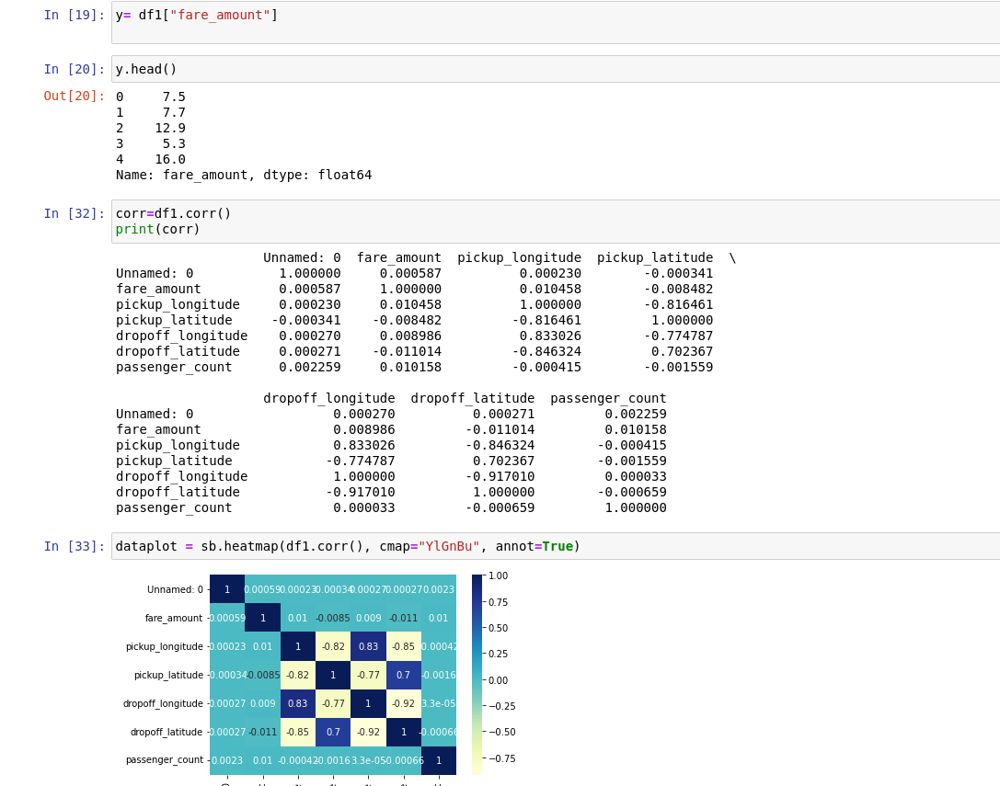 In [19]: y= df1["fare_amount"]
In [20]: y.head()
Out[20]: 0     7.5
1     7.7
2    12.9
3     5.3
4    16.0
Name: fare_amount, dtype: float64
In [32]: corr=df1.corr()
print(corr)
Unnamed: 0  fare_amount  pickup_longitude  pickup_latitude  \
Unnamed: 0           1.000000     0.000587          0.000230        -0.000341
fare_amount          0.000587     1.000000          0.010458        -0.008482
pickup_longitude     0.000230     0.010458          1.000000        -0.816461
pickup_latitude     -0.000341    -0.008482         -0.816461         1.000000
dropoff_longitude    0.000270     0.008986          0.833026        -0.774787
dropoff_latitude     0.000271    -0.011014         -0.846324         0.702367
passenger_count      0.002259     0.010158         -0.000415        -0.001559
dropoff_longitude  dropoff_latitude  passenger_count
Unnamed: 0                  0.000270          0.000271         0.002259
fare_amount                 0.008986         -0.011014         0.010158
pickup_longitude            0.833026         -0.846324        -0.000415
pickup_latitude            -0.774787          0.702367        -0.001559
dropoff_longitude           1.000000         -0.917010         0.000033
dropoff_latitude           -0.917010          1.000000        -0.000659
passenger_count             0.000033         -0.000659         1.000000
In [33]: dataplot = sb.heatmap(df1.corr(), cmap="YlGnBu", annot=True)
Unnamed: 0 1 0.00059 0.00023 -0.00034 0.00027 0.00027 0.0023
fare_amount 0.00059 1 0.01 -0.0085 0.009 -0.011 0.01
pickup_longitude 0.00023 0.01 1 -0.82 0.83 -0.85 -0.00042
pickup_latitude -0.00034 -0.0085 -0.82 1 -0.77 0.7 -0.0016
dropoff_longitude 0.00027 0.009 0.83 -0.77 1 -0.92 3.3e-05
dropoff_latitude 0.00027 -0.011 -0.85 0.7 -0.92 1 -0.00066
passenger_count 0.0023 0.01 -0.00042 -0.0016 3.3e-05 -0.00066 1
1.00
0.75
0.50
0.25
0.00
−0.25
−0.50
−0.75